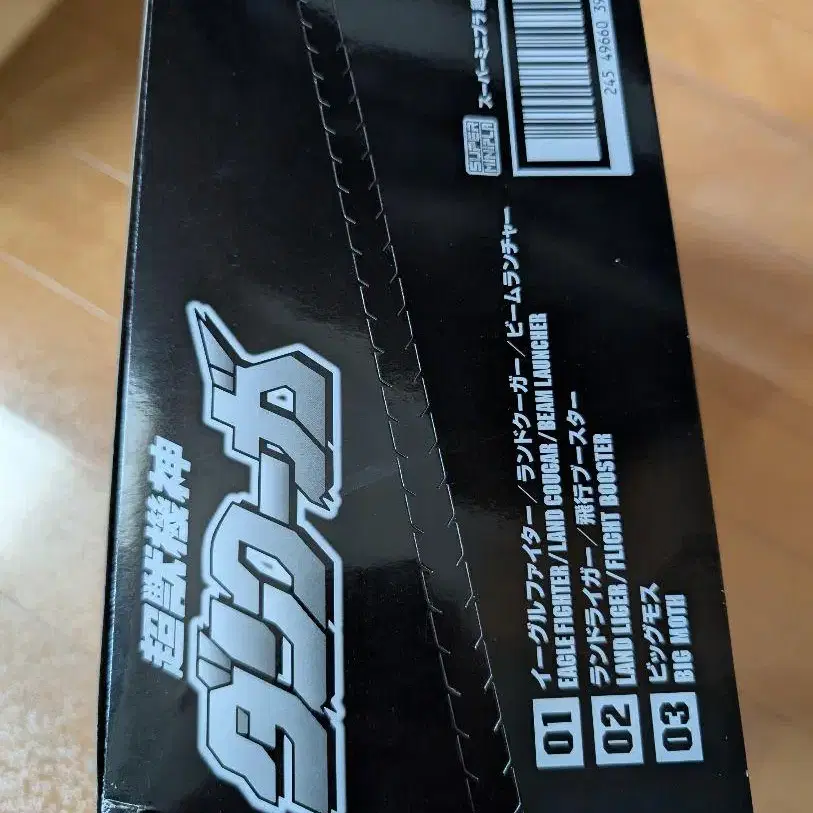 超獣機神
ダンクーガ
SUPER
MINIPLA
スーパーミニプラ
245 49660 39
01 イーグルファイター／ランドクーガー／ビームランチャー
EAGLE FIGHTER/LAND COUGAR/BEAM LAUNCHER
02 ランドライガー／飛行ブースター
LAND LIGER/FLIGHT BOOSTER
03 ビッグモス
BIG MOTH